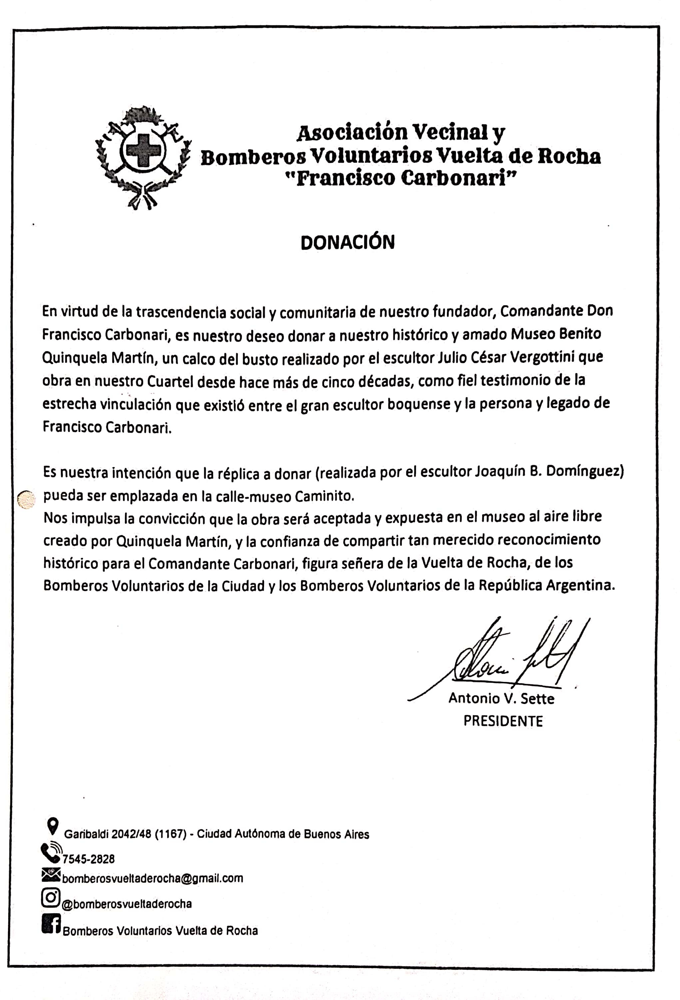 Asociación Vecinal y
Bomberos Voluntarios Vuelta de Rocha
"Francisco Carbonari"
DONACIÓN
En virtud de la trascendencia social y comunitaria de nuestro fundador, Comandante Don
Francisco Carbonari, es nuestro deseo donar a nuestro histórico y amado Museo Benito
Quinquela Martín, un calco del busto realizado por el escultor Julio César Vergottini que
obra en nuestro Cuartel desde hace más de cinco décadas, como fiel testimonio de la
estrecha vinculación que existió entre el gran escultor boquense y la persona y legado de
Francisco Carbonari.
Es nuestra intención que la réplica a donar (realizada por el escultor Joaquín B. Domínguez)
pueda ser emplazada en la calle-museo Caminito.
Nos impulsa la convicción que la obra será aceptada y expuesta en el museo al aire libre
creado por Quinquela Martín, y la confianza de compartir tan merecido reconocimiento
histórico para el Comandante Carbonari, figura señera de la Vuelta de Rocha, de los
Bomberos Voluntarios de la Ciudad y los Bomberos Voluntarios de la República Argentina.
Antonio V. Sette
PRESIDENTE
Garibaldi 2042/48 (1167) - Ciudad Autónoma de Buenos Aires
7545-2828
bomberosvueltaderocha@gmail.com
@bomberosvueltaderocha
Bomberos Voluntarios Vuelta de Rocha